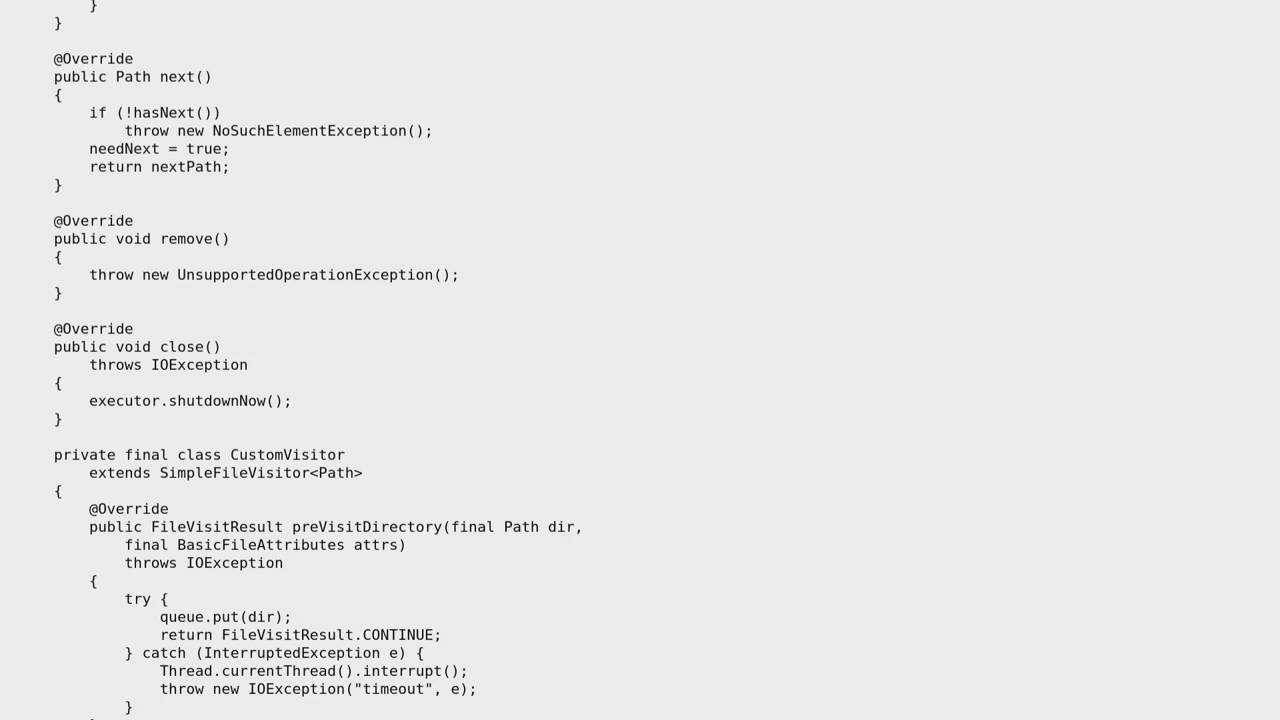 }
}
@Override
public Path next()
{
if (!hasNext())
throw new NoSuchElementException();
needNext = true;
return nextPath;
}
@Override
public void remove()
{
throw new UnsupportedOperationException();
}
@Override
public void close()
throws IOException
{
executor.shutdownNow();
}
private final class CustomVisitor
extends SimpleFileVisitor<Path>
{
@Override
public FileVisitResult preVisitDirectory(final Path dir,
final BasicFileAttributes attrs)
throws IOException
{
try {
queue.put(dir);
return FileVisitResult.CONTINUE;
} catch (InterruptedException e) {
Thread.currentThread().interrupt();
throw new IOException("timeout", e);
}